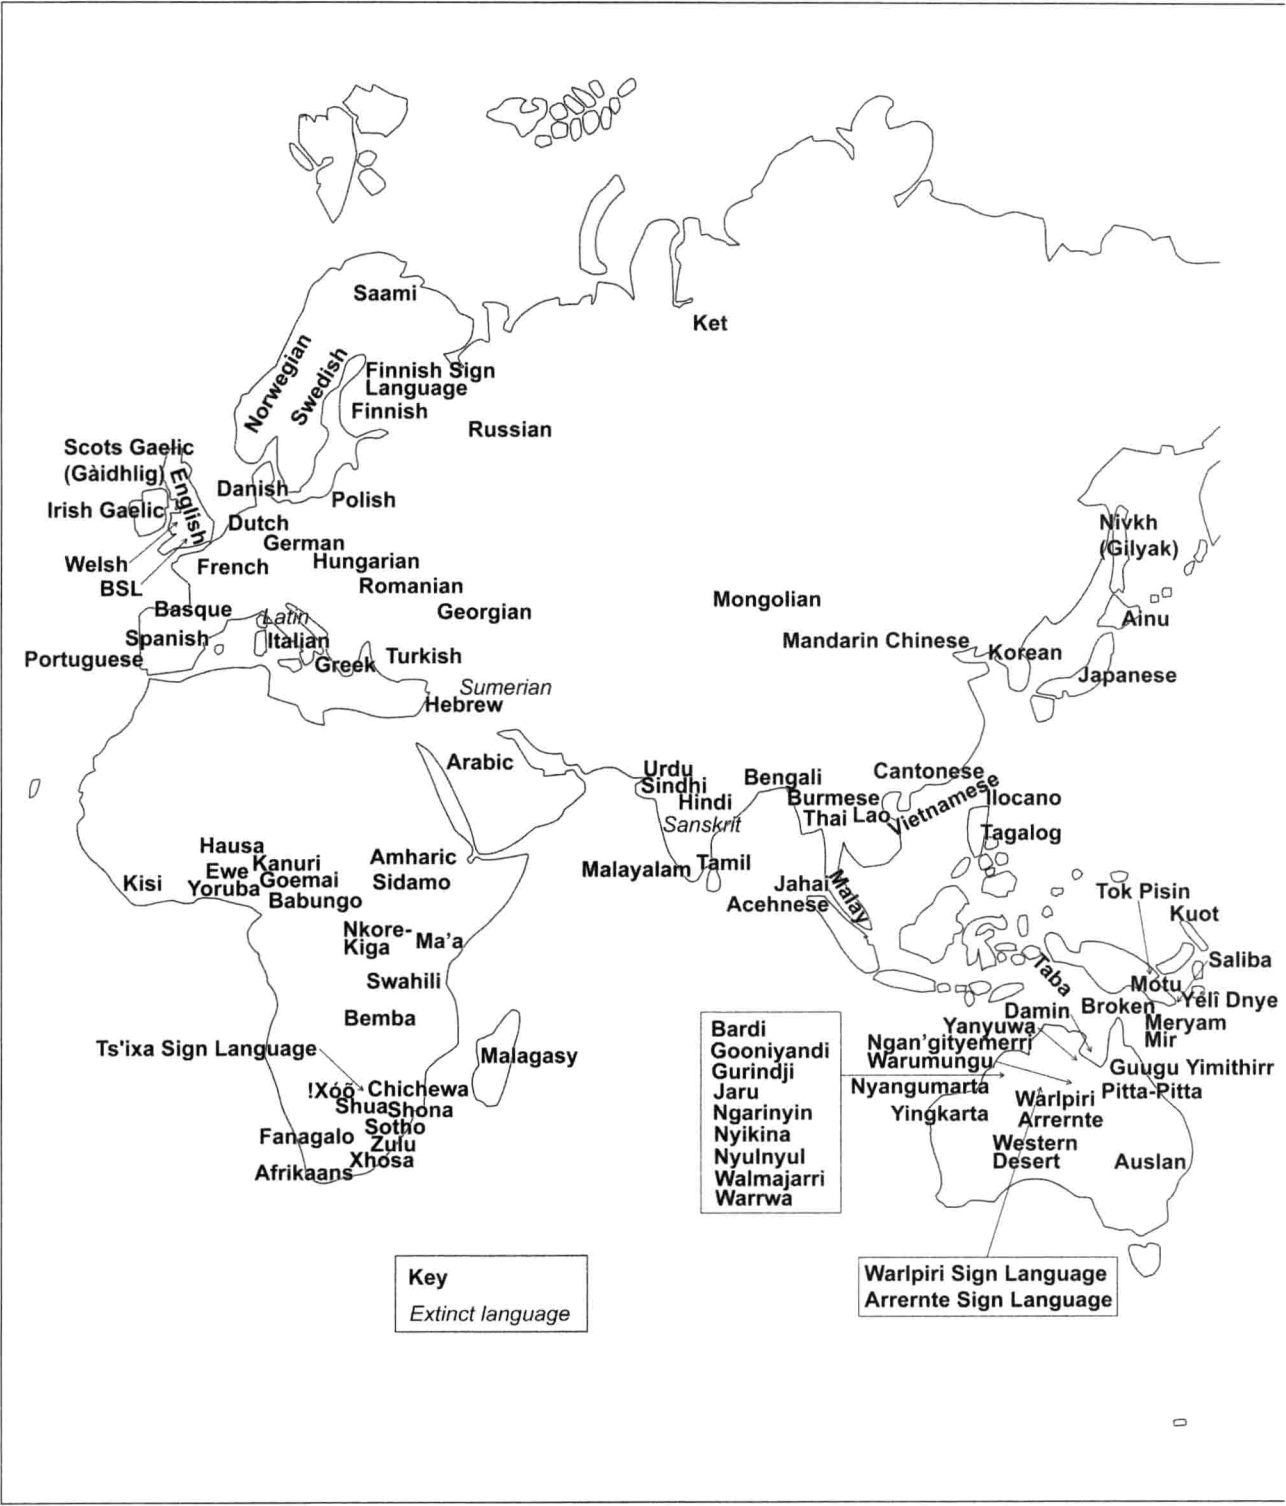 Saami
Ket
Norwegian
Swedish
Finnish Sign
Language
Finnish
Russian
Scots Gaelic
(Gàidhlig)
English
Danish
Polish
Irish Gaelic
Dutch
German
Hungarian
Welsh
French
BSL
Romanian
Basque
Latin
Georgian
Spanish
Italian
Portuguese
Greek
Turkish
Sumerian
Hebrew
Mongolian
Mandarin Chinese
Korean
Nivkh
(Gilyak)
Ainu
Japanese
Arabic
Urdu
Sindhi
Hindi
Sanskrit
Bengali
Burmese
Thai
Lao
Cantonese
Vietnamese
Ilocano
Tagalog
Malayalam
Tamil
Jahai
Acehnese
Malay
Hausa
Kanuri
Ewe
Goemai
Yoruba
Babungo
Kisi
Amharic
Sidamo
Nkore-
Kiga
Ma'a
Swahili
Bemba
Ts'ixa Sign Language
Malagasy
!Xóõ
Chichewa
Shua
Shona
Sotho
Fanagalo
Zulu
Xhosa
Afrikaans
Tok Pisin
Kuot
Saliba
Taba
Motu
Yélî Dnye
Damin
Broken
Meryam
Mir
Yanyuwa
Ngan'gityemerri
Warumungu
Guugu Yimithirr
Nyangumarta
Pitta-Pitta
Yingkarta
Warlpiri
Arrernte
Western
Desert
Auslan
Bardi
Gooniyandi
Gurindji
Jaru
Ngarinyin
Nyikina
Nyulnyul
Walmajarri
Warrwa
Warlpiri Sign Language
Arrernte Sign Language
Key
Extinct language